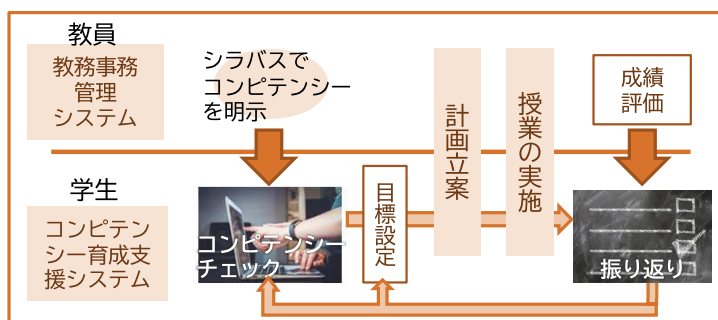 教員
教務事務
管理
システム
シラバスで
コンピテンシー
を明示
計画立案
授業の実施
成績
評価
学生
コンピテン
シー育成支
援システム
コンピテンシー
チェック
目標設定
振り返り